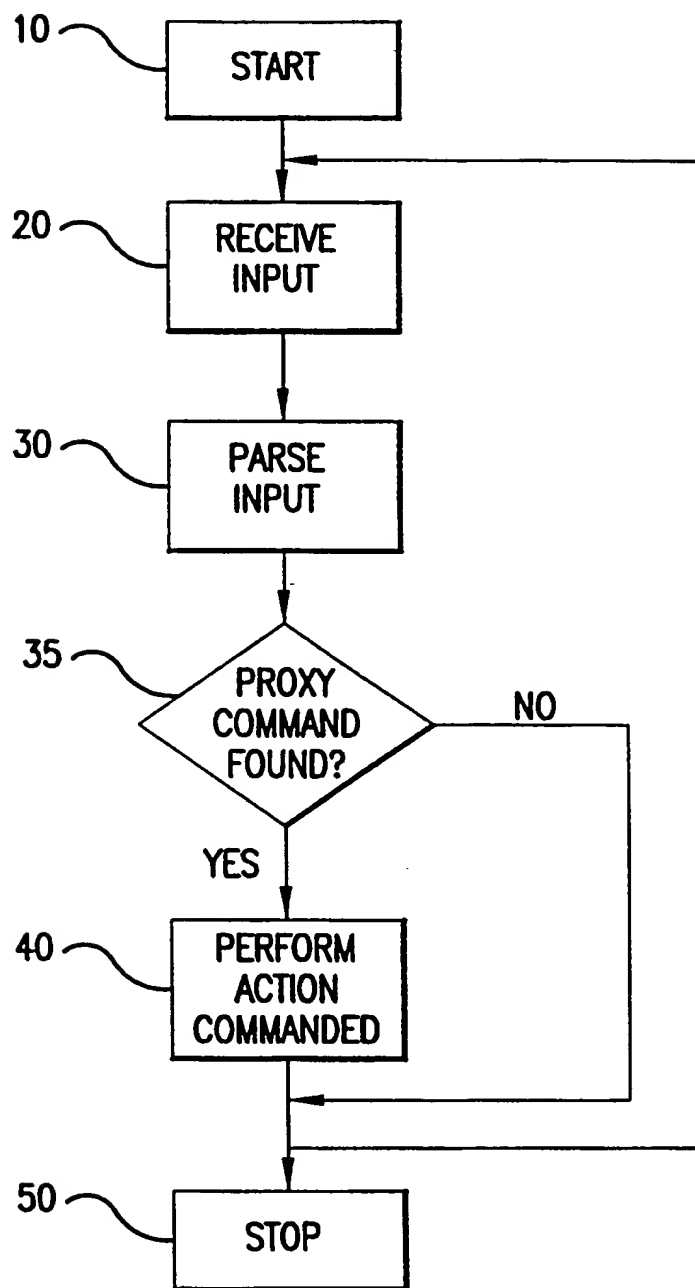 10
START
20
RECEIVE
INPUT
30
PARSE
INPUT
35
PROXY
COMMAND
FOUND?
NO
YES
40
PERFORM
ACTION
COMMANDED
50
STOP